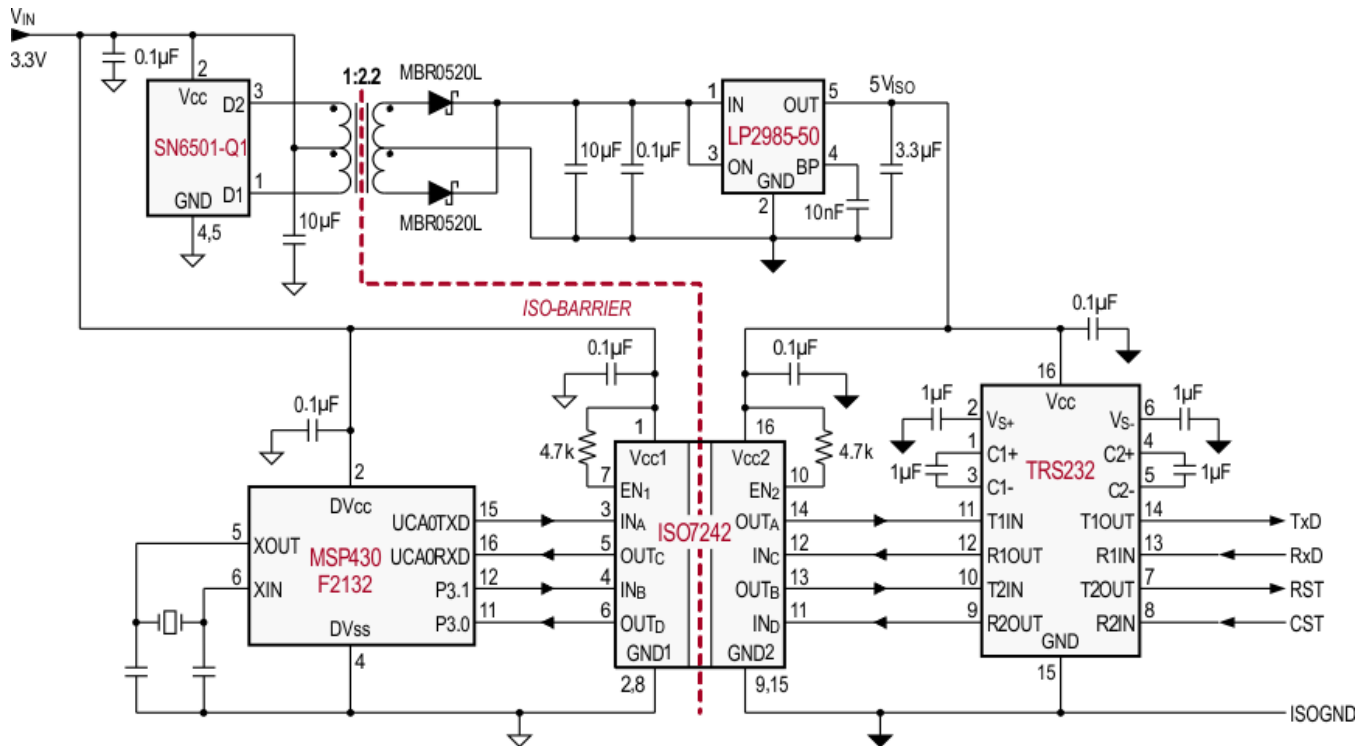 VIN
3.3V
0.1µF
2
Vcc
D2
3
SN6501-Q1
D1
1
GND
4,5
10µF
1:2.2
MBR0520L
MBR0520L
10µF
0.1µF
1
IN
OUT
5
LP2985-50
3
ON
BP
4
GND
2
10nF
5VISO
3.3µF
ISO-BARRIER
0.1µF
2
DVcc
5
XOUT
MSP430
F2132
6
XIN
UCA0TXD
15
UCA0RXD
16
P3.1
12
P3.0
11
DVss
4
0.1µF
4.7k
1
Vcc1
7
EN1
3
INA
5
OUTC
4
INB
6
OUTD
GND1
2,8
ISO7242
0.1µF
4.7k
16
Vcc2
10
EN2
14
OUTA
12
INC
13
OUTB
11
IND
GND2
9,15
0.1µF
16
Vcc
1µF
2
VS+
VS-
6
1µF
1
C1+
C2+
4
1µF
3
C1-
C2-
5
1µF
TRS232
11
T1IN
T1OUT
14
TxD
12
R1OUT
R1IN
13
RxD
10
T2IN
T2OUT
7
RST
9
R2OUT
R2IN
8
CST
GND
15
ISOGND